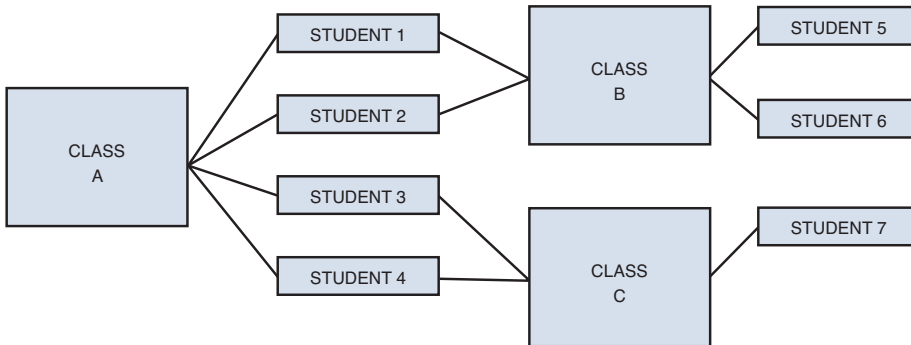 CLASS
A
STUDENT 1
STUDENT 2
STUDENT 3
STUDENT 4
CLASS
B
CLASS
C
STUDENT 5
STUDENT 6
STUDENT 7